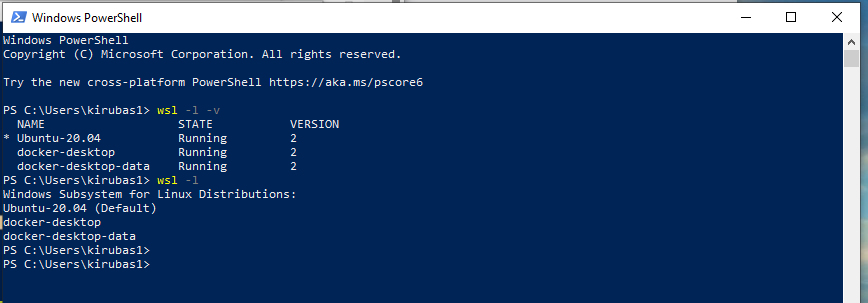 Windows PowerShell
Windows PowerShell
Copyright (C) Microsoft Corporation. All rights reserved.
Try the new cross-platform PowerShell https://aka.ms/pscore6
PS C:\Users\kirubas1> wsl -l -v
  NAME                   STATE           VERSION
* Ubuntu-20.04           Running         2
  docker-desktop         Running         2
  docker-desktop-data    Running         2
PS C:\Users\kirubas1> wsl -l
Windows Subsystem for Linux Distributions:
Ubuntu-20.04 (Default)
docker-desktop
docker-desktop-data
PS C:\Users\kirubas1>
PS C:\Users\kirubas1>